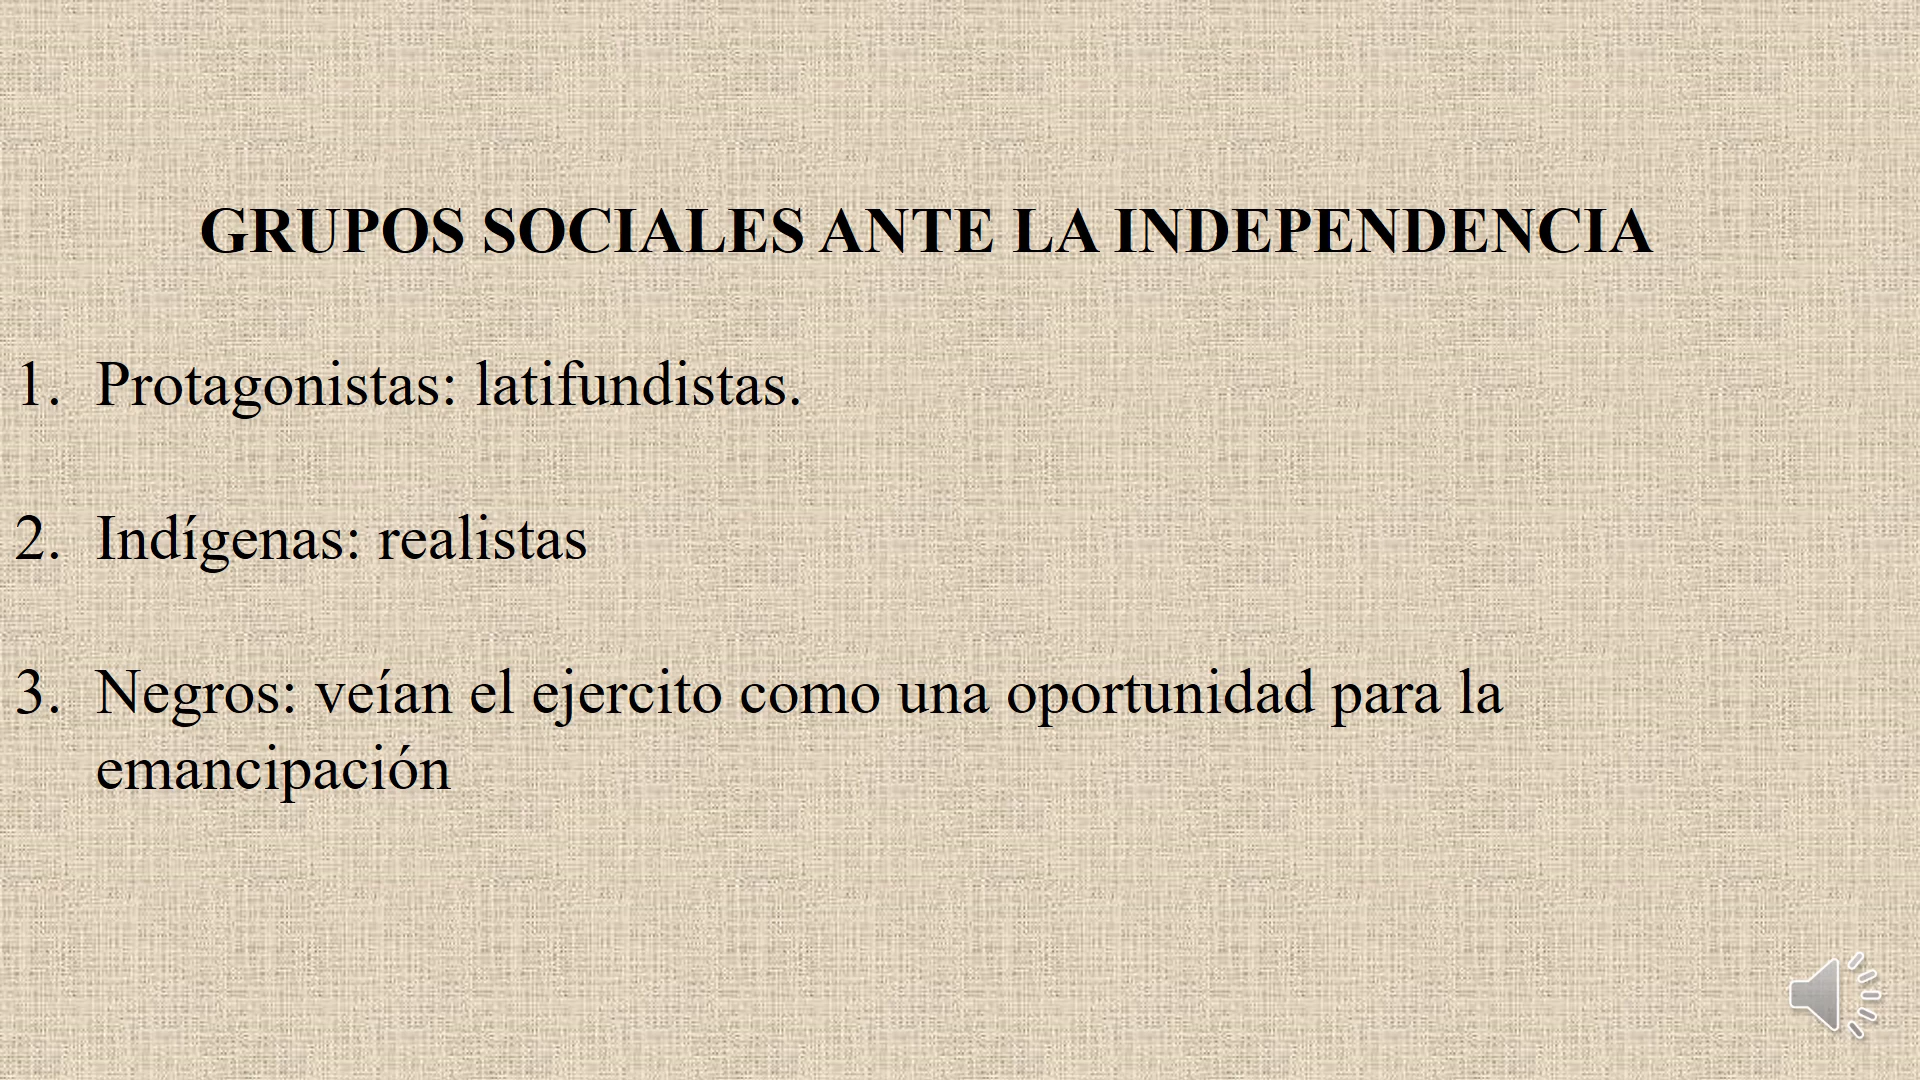 GRUPOS SOCIALES ANTE LA INDEPENDENCIA
1. Protagonistas: latifundistas.
2. Indígenas: realistas
3. Negros: veían el ejercito como una oportunidad para la
emancipación